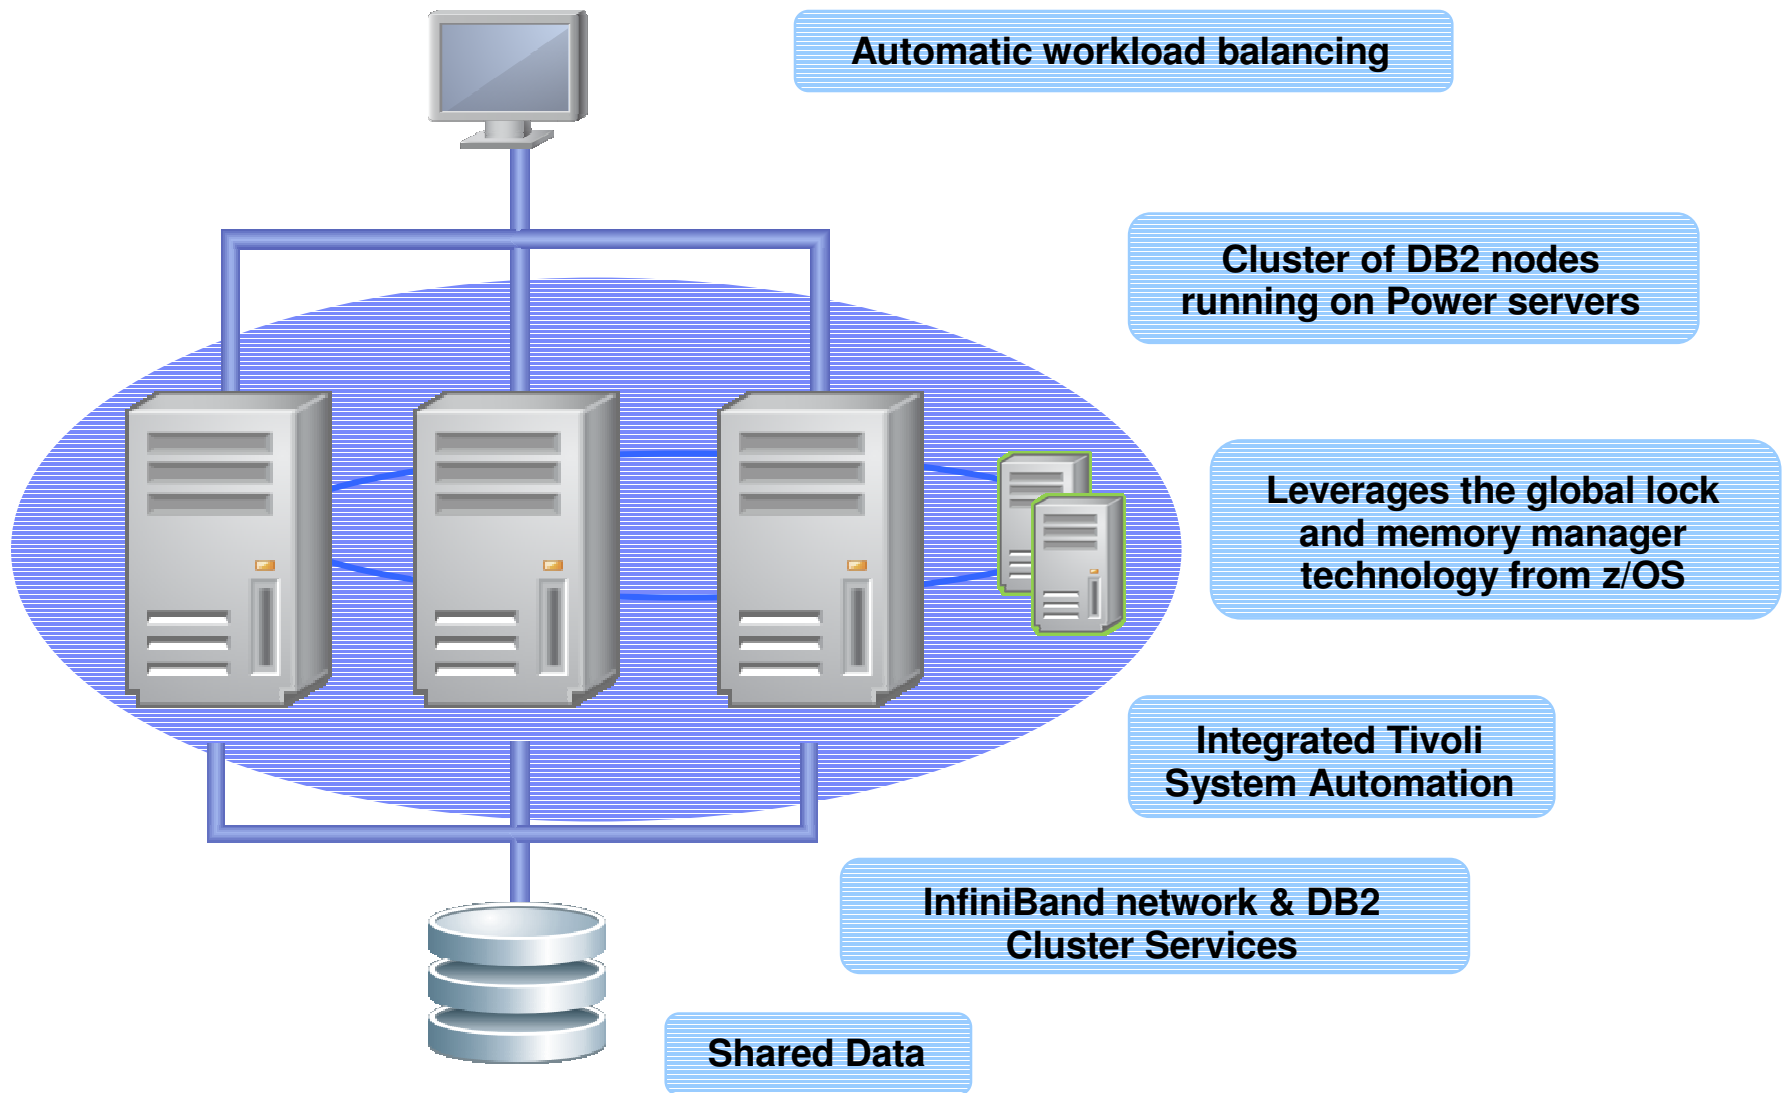 Automatic workload balancing
Cluster of DB2 nodes
running on Power servers
Leverages the global lock
and memory manager
technology from z/OS
Integrated Tivoli
System Automation
InfiniBand network & DB2
Cluster Services
Shared Data